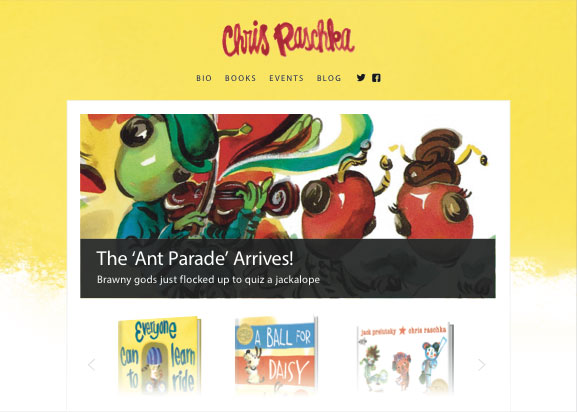 Chris Raschka
BIO BOOKS EVENTS BLOG
The ‘Ant Parade’ Arrives!
Brawny gods just flocked up to quiz a jackalope
Everyone
can learn
to ride
A BALL FOR
DAISY
jack prelutsky ★ chris raschka